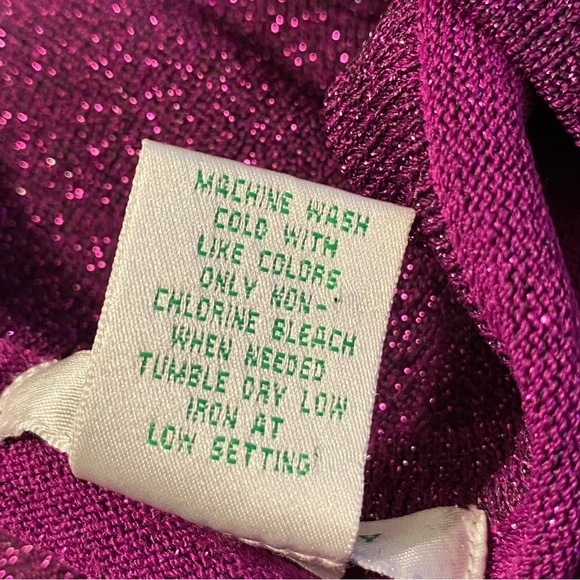 MACHINE WASH
COLD WITH
LIKE COLORS
ONLY NON-
CHLORINE BLEACH
WHEN NEEDED
TUMBLE DRY LOW
IRON AT
LOW SETTING